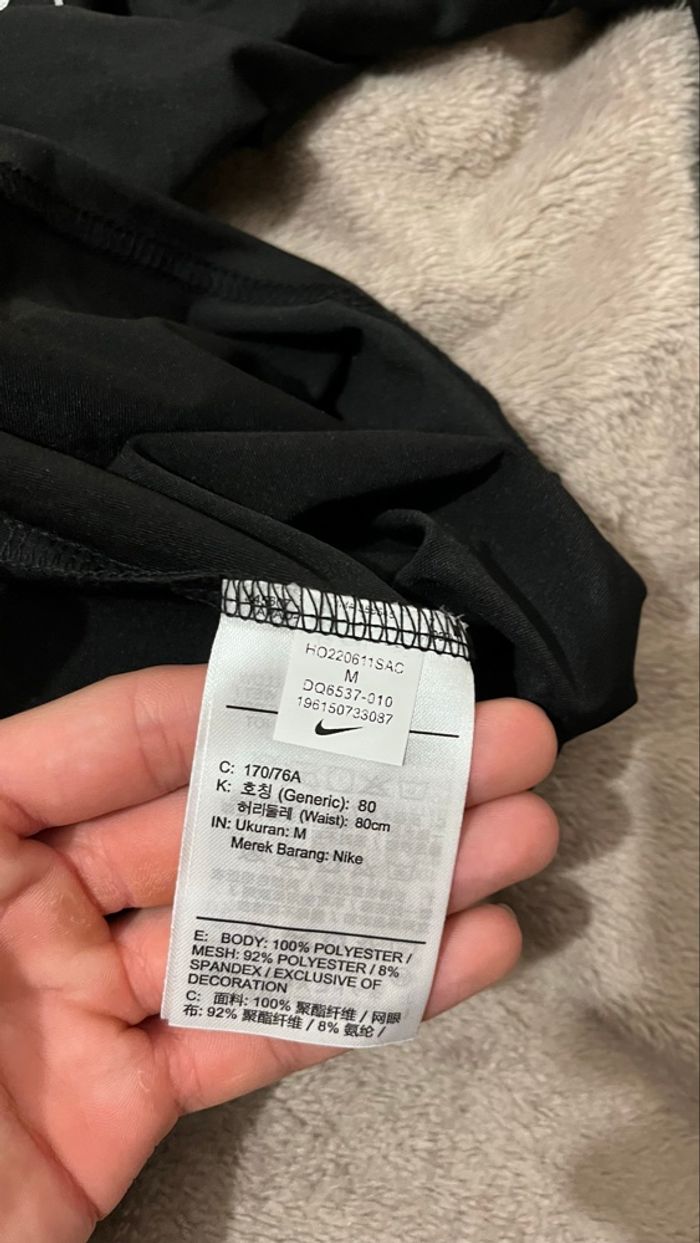 HO220611SAC
M
DQ6537-010
196150733087
C: 170/76A
K: 호칭 (Generic): 80
허리둘레 (Waist): 80cm
IN: Ukuran: M
Merek Barang: Nike
E: BODY: 100% POLYESTER /
MESH: 92% POLYESTER / 8%
SPANDEX / EXCLUSIVE OF
DECORATION
C: 面料: 100% 聚酯纤维 / 网眼
布: 92% 聚酯纤维 / 8% 氨纶 /